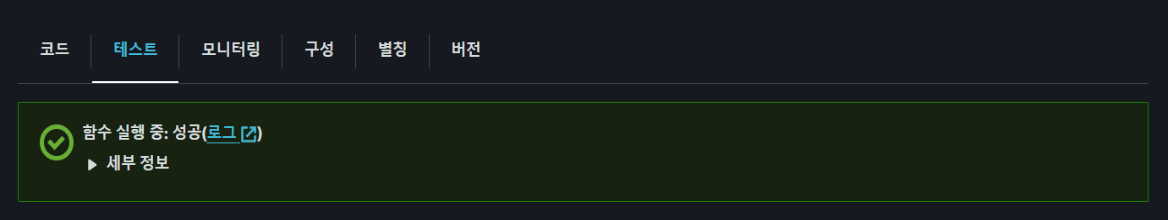 코드 테스트 모니터링 구성 별칭 버전
함수 실행 중: 성공(로그)
세부 정보